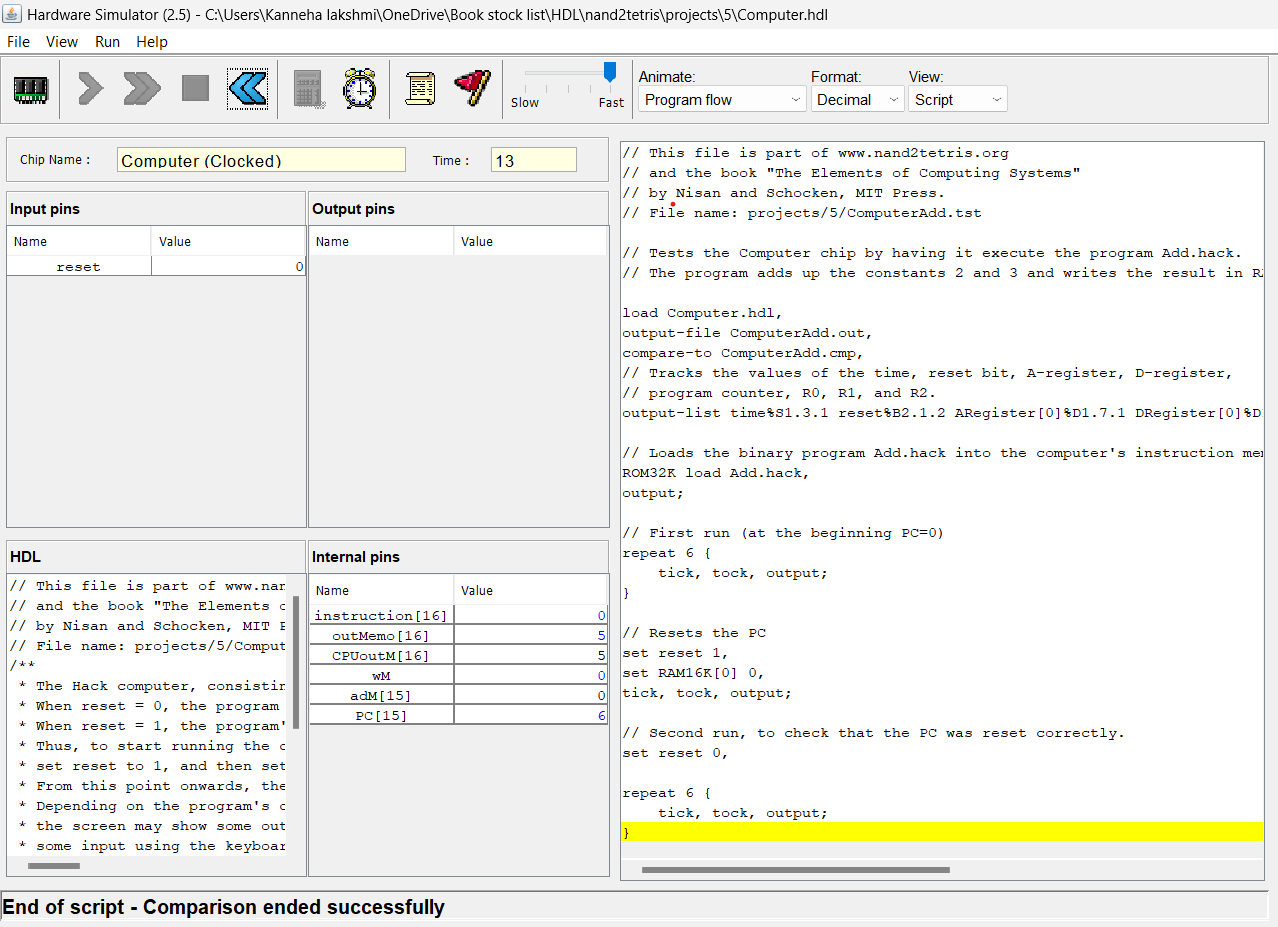 Hardware Simulator (2.5) - C:\Users\Kanneha lakshmi\OneDrive\Book stock list\HDL\nand2tetris\projects\5\Computer.hdl
File View Run Help
Slow Fast
Animate: Format: View:
Program flow Decimal Script
Chip Name : Computer (Clocked) Time : 13
Input pins
Name Value
reset 0
Output pins
Name Value
HDL
// This file is part of www.nan
// and the book "The Elements o
// by Nisan and Schocken, MIT P
// File name: projects/5/Comput
/**
* The Hack computer, consistin
* When reset = 0, the program
* When reset = 1, the program'
* Thus, to start running the c
* set reset to 1, and then set
* From this point onwards, the
* Depending on the program's c
* the screen may show some out
* some input using the keyboar
Internal pins
Name Value
instruction[16] 0
outMemo[16] 5
CPUoutM[16] 5
wM 0
adM[15] 0
PC[15] 6
// This file is part of www.nand2tetris.org
// and the book "The Elements of Computing Systems"
// by Nisan and Schocken, MIT Press.
// File name: projects/5/ComputerAdd.tst
// Tests the Computer chip by having it execute the program Add.hack.
// The program adds up the constants 2 and 3 and writes the result in RA
load Computer.hdl,
output-file ComputerAdd.out,
compare-to ComputerAdd.cmp,
// Tracks the values of the time, reset bit, A-register, D-register,
// program counter, R0, R1, and R2.
output-list time%S1.3.1 reset%B2.1.2 ARegister[0]%D1.7.1 DRegister[0]%D
// Loads the binary program Add.hack into the computer's instruction mem
ROM32K load Add.hack,
output;
// First run (at the beginning PC=0)
repeat 6 {
tick, tock, output;
}
// Resets the PC
set reset 1,
set RAM16K[0] 0,
tick, tock, output;
// Second run, to check that the PC was reset correctly.
set reset 0,
repeat 6 {
tick, tock, output;
}
End of script - Comparison ended successfully